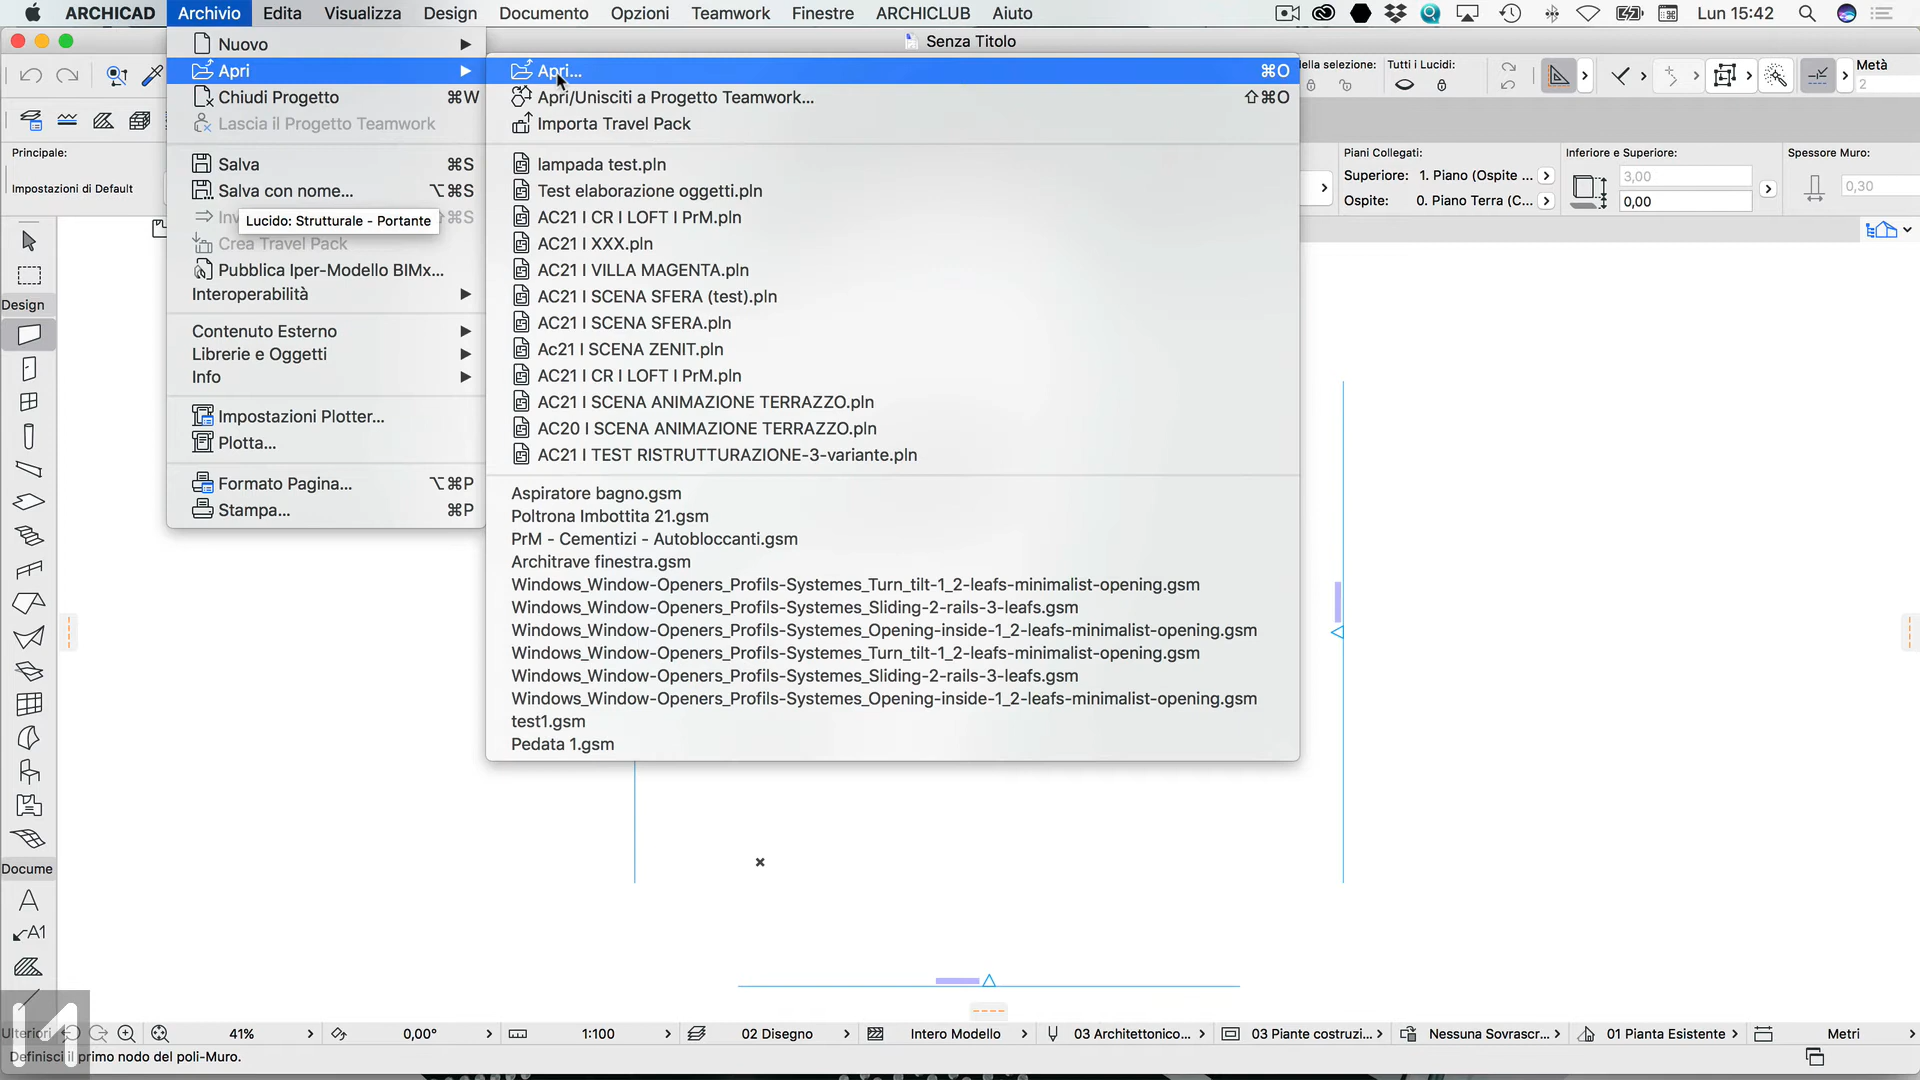 ARCHICAD Archivio Edita Visualizza Design Documento Opzioni Teamwork Finestre ARCHICLUB Aiuto Lun 15:42
Senza Titolo
Nuovo
Apri
Chiudi Progetto ⌘W
Lascia il Progetto Teamwork
Salva ⌘S
Salva con nome... ⌥⌘S
Lucido: Strutturale - Portante
Crea Travel Pack
Pubblica Iper-Modello BIMx...
Interoperabilità
Contenuto Esterno
Librerie e Oggetti
Info
Impostazioni Plotter...
Plotta...
Formato Pagina... ⌥⌘P
Stampa... ⌘P
Apri... ⌘O
Apri/Unisciti a Progetto Teamwork... ⇧⌘O
Importa Travel Pack
lampada test.pln
Test elaborazione oggetti.pln
AC21 I CR I LOFT I PrM.pln
AC21 I XXX.pln
AC21 I VILLA MAGENTA.pln
AC21 I SCENA SFERA (test).pln
AC21 I SCENA SFERA.pln
Ac21 I SCENA ZENIT.pln
AC21 I CR I LOFT I PrM.pln
AC21 I SCENA ANIMAZIONE TERRAZZO.pln
AC20 I SCENA ANIMAZIONE TERRAZZO.pln
AC21 I TEST RISTRUTTURAZIONE-3-variante.pln
Aspiratore bagno.gsm
Poltrona Imbottita 21.gsm
PrM - Cementizi - Autobloccanti.gsm
Architrave finestra.gsm
Windows_Window-Openers_Profils-Systemes_Turn_tilt-1_2-leafs-minimalist-opening.gsm
Windows_Window-Openers_Profils-Systemes_Sliding-2-rails-3-leafs.gsm
Windows_Window-Openers_Profils-Systemes_Opening-inside-1_2-leafs-minimalist-opening.gsm
Windows_Window-Openers_Profils-Systemes_Turn_tilt-1_2-leafs-minimalist-opening.gsm
Windows_Window-Openers_Profils-Systemes_Sliding-2-rails-3-leafs.gsm
Windows_Window-Openers_Profils-Systemes_Opening-inside-1_2-leafs-minimalist-opening.gsm
test1.gsm
Pedata 1.gsm
della selezione: Tutti i Lucidi:
Metà
2
Principale:
Impostazioni di Default
Piani Collegati:
Superiore: 1. Piano (Ospite ...
Ospite: 0. Piano Terra (C...
Inferiore e Superiore:
3,00
0,00
Spessore Muro:
0,30
Design
Docume
A
A1
Ulteriori 41% 0,00° 1:100 02 Disegno Intero Modello 03 Architettonico... 03 Piante costruzi... Nessuna Sovrascr... 01 Pianta Esistente Metri
Definisci il primo nodo del poli-Muro.